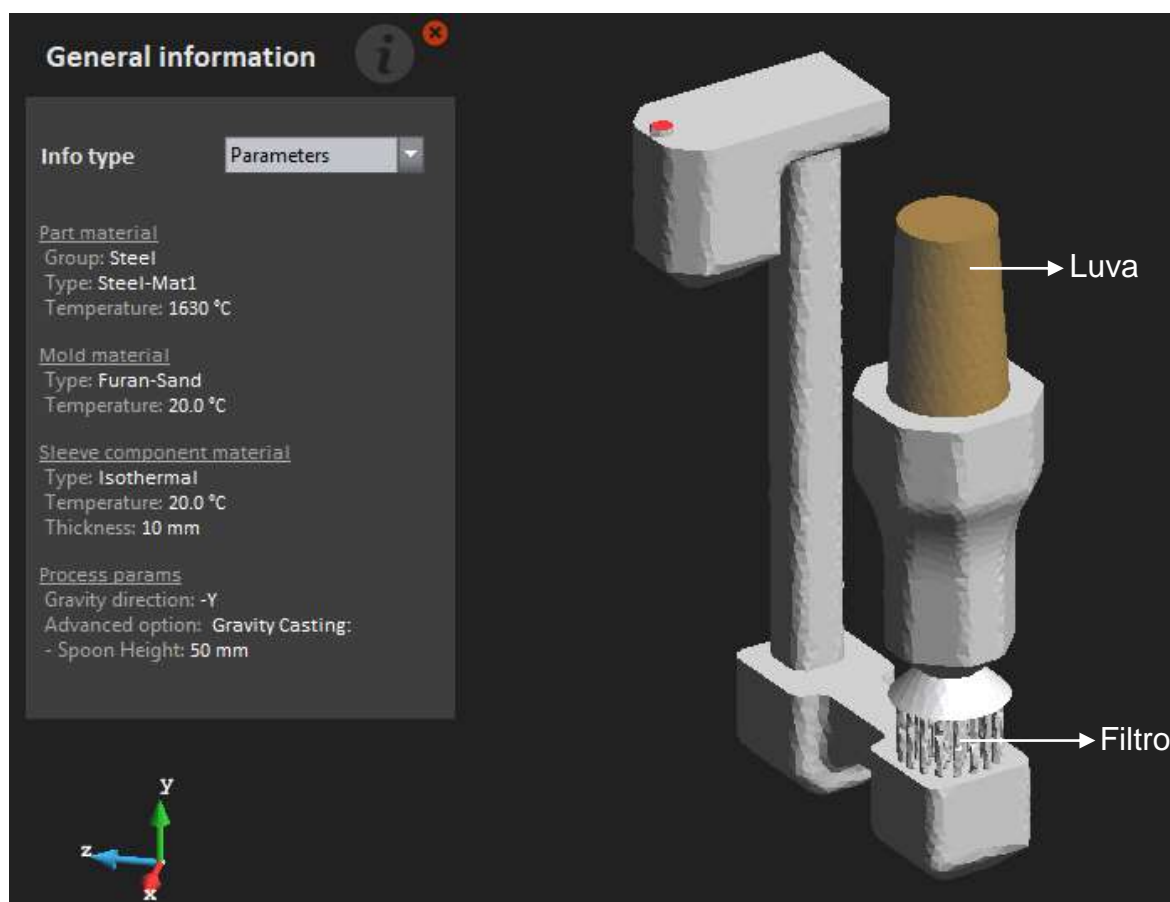 General information
i
Info type
Parameters
Part material
Group: Steel
Type: Steel-Mat1
Temperature: 1630 °C
Mold material
Type: Furan-Sand
Temperature: 20.0 °C
Sleeve component material
Type: Isothermal
Temperature: 20.0 °C
Thickness: 10 mm
Process params
Gravity direction: -Y
Advanced option: Gravity Casting:
- Spoon Height: 50 mm
Luva
Filtro
y
z
x